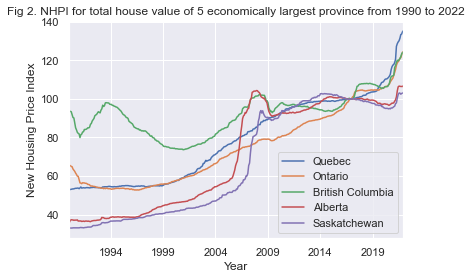 Fig 2. NHPI for total house value of 5 economically largest province from 1990 to 2022
New Housing Price Index
140
120
100
80
60
40
Quebec
Ontario
British Columbia
Alberta
Saskatchewan
1994 1999 2004 2009 2014 2019
Year